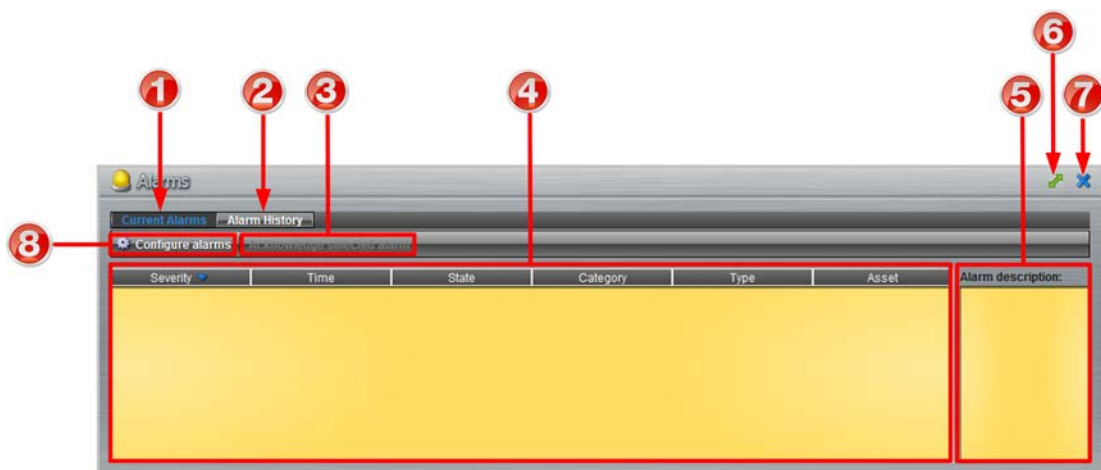 6
1 2 3 4 5 7
Alarms
Current Alarms Alarm History
8 Configure alarms Acknowledge selected alarm
Severity Time State Category Type Asset Alarm description: